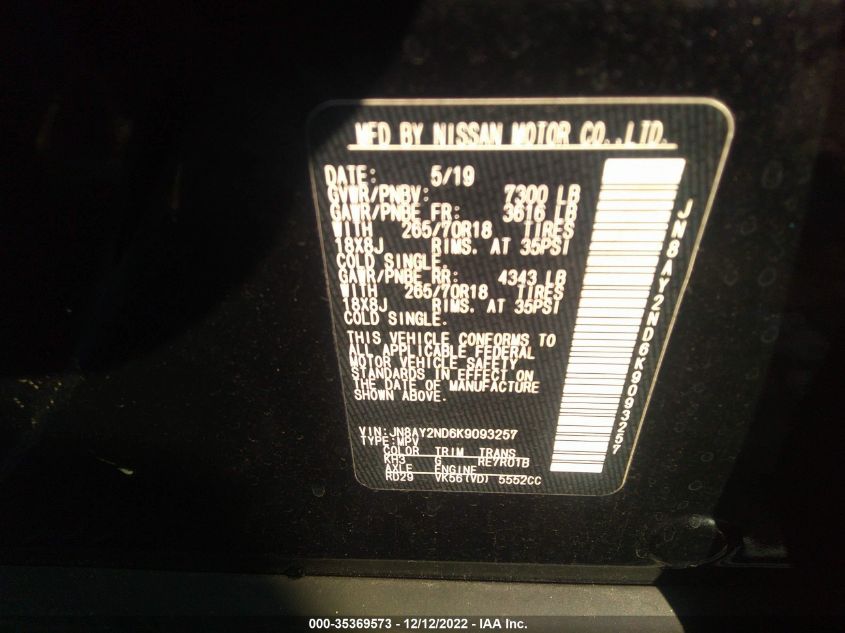 MFD BY NISSAN MOTOR CO.,LTD.
DATE: 5/19
GVWR/PNBV: 7300 LB
GAWR/PNBE FR: 3616 LB
WITH 265/70R18 TIRES
18X8J RIMS. AT 35PSI
COLD SINGLE.
GAWR/PNBE RR: 4343 LB
WITH 265/70R18 TIRES
18X8J RIMS. AT 35PSI
COLD SINGLE.
THIS VEHICLE CONFORMS TO
ALL APPLICABLE FEDERAL
MOTOR VEHICLE SAFETY
STANDARDS IN EFFECT ON
THE DATE OF MANUFACTURE
SHOWN ABOVE.
VIN:JN8AY2ND6K9093257
TYPE:MPV
COLOR TRIM TRANS
KH3 G RE7R01B
AXLE ENGINE
RD29 VK56(VD) 5552CC
JN8AY2ND6K9093257
000-35369573 - 12/12/2022 - IAA Inc.